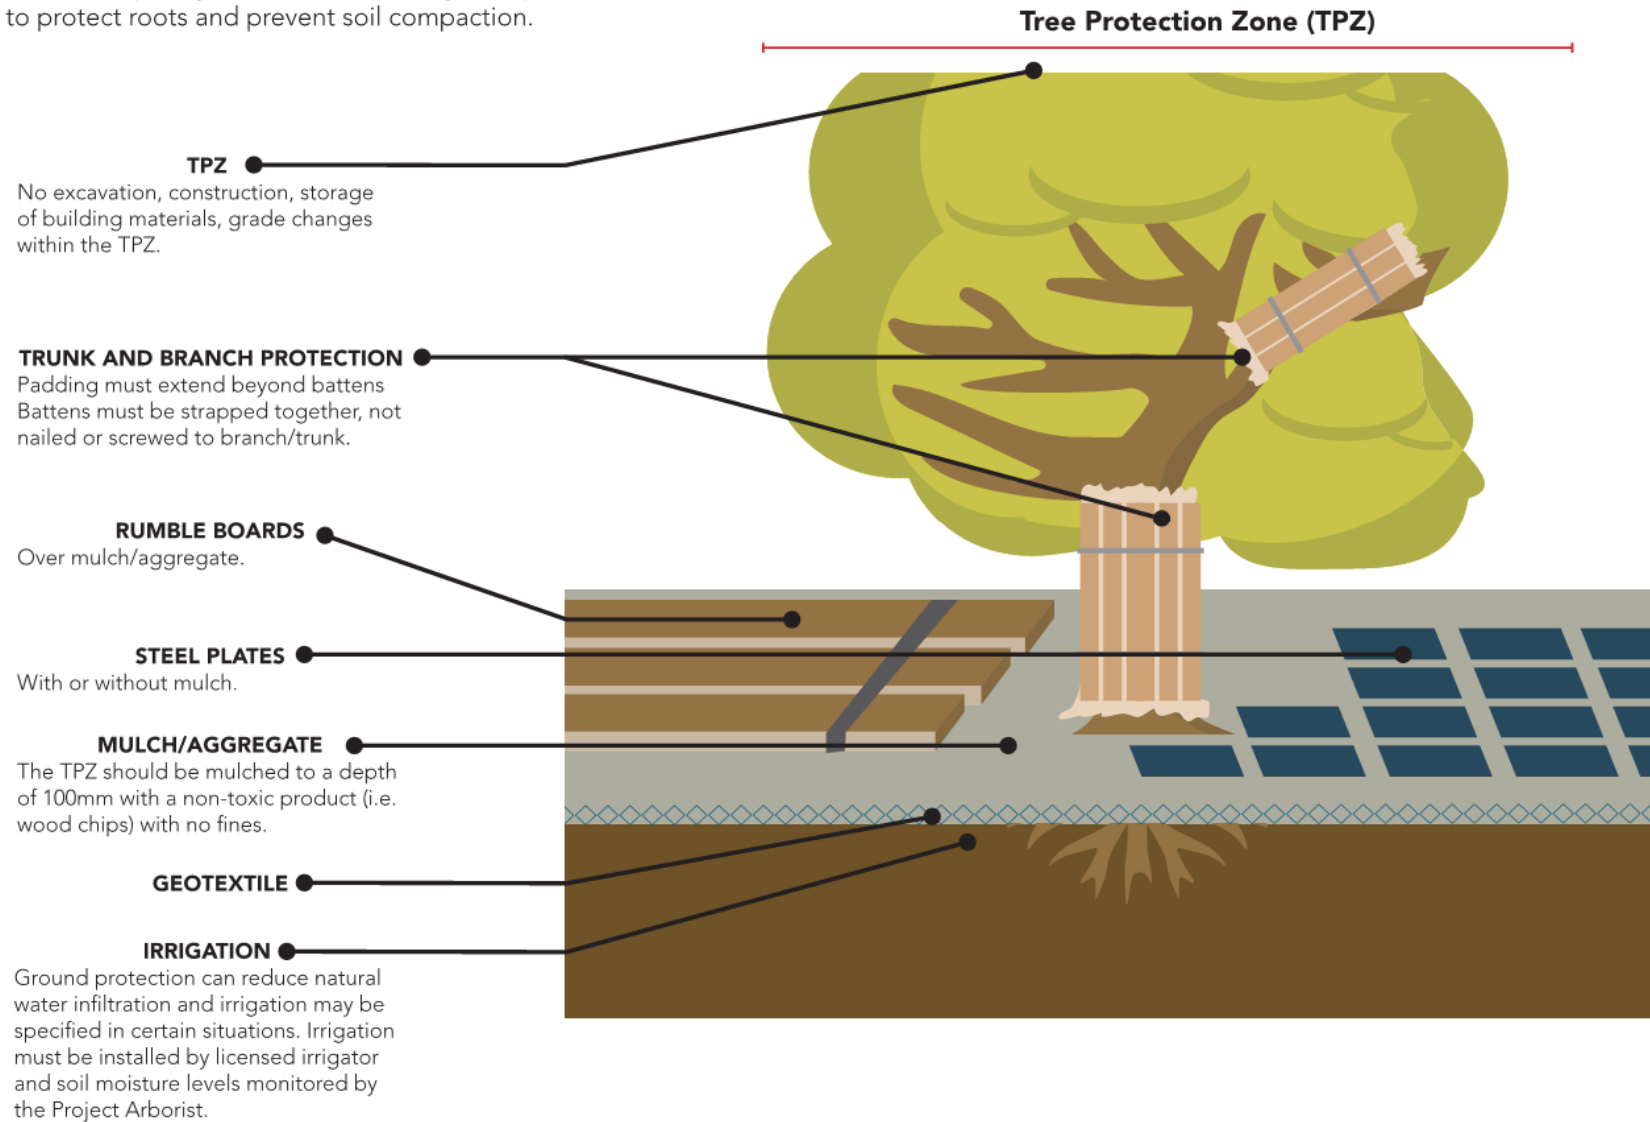 to protect roots and prevent soil compaction.
Tree Protection Zone (TPZ)
TPZ
No excavation, construction, storage
of building materials, grade changes
within the TPZ.
TRUNK AND BRANCH PROTECTION
Padding must extend beyond battens
Battens must be strapped together, not
nailed or screwed to branch/trunk.
RUMBLE BOARDS
Over mulch/aggregate.
STEEL PLATES
With or without mulch.
MULCH/AGGREGATE
The TPZ should be mulched to a depth
of 100mm with a non-toxic product (i.e.
wood chips) with no fines.
GEOTEXTILE
IRRIGATION
Ground protection can reduce natural
water infiltration and irrigation may be
specified in certain situations. Irrigation
must be installed by licensed irrigator
and soil moisture levels monitored by
the Project Arborist.